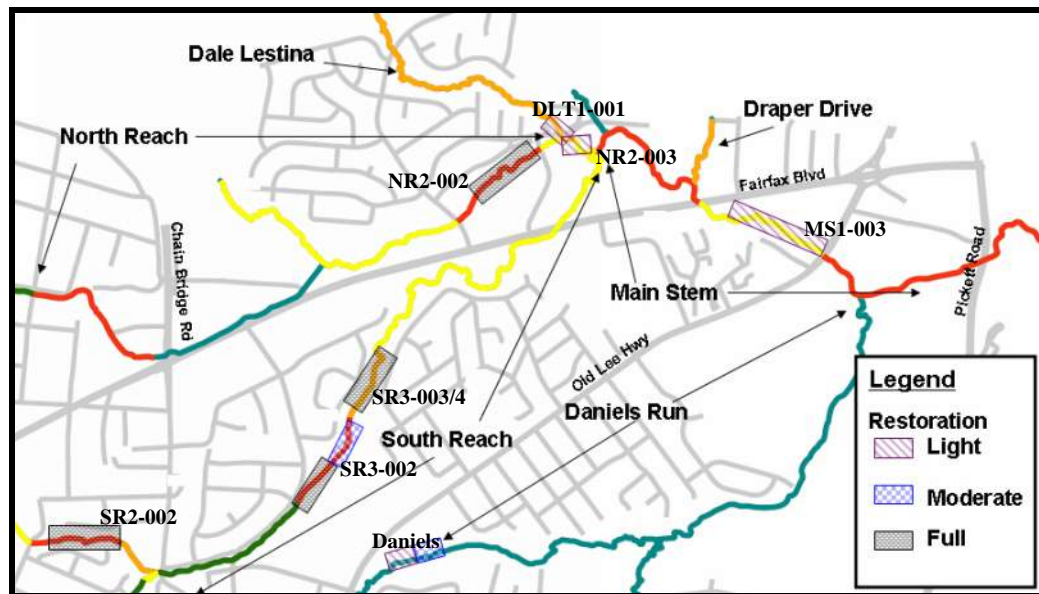 Dale Lestina
DLT1-001
Draper Drive
North Reach
NR2-003
NR2-002
Fairfax Blvd
MS1-003
Chain Bridge Rd
Pickett Road
Main Stem
Old Lee Hwy
SR3-003/4
Daniels Run
South Reach
SR3-002
SR2-002
Daniels
Legend
Restoration
Light
Moderate
Full